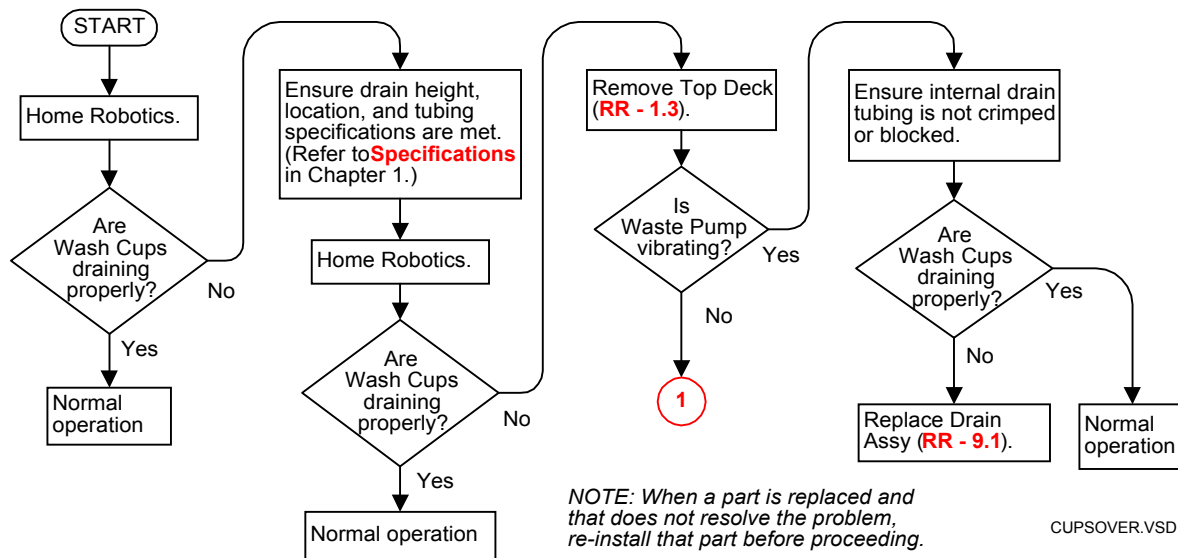 START
Home Robotics.
Are
Wash Cups
draining
properly?
No
Yes
Normal
operation
Ensure drain height,
location, and tubing
specifications are met.
(Refer to Specifications
in Chapter 1.)
Home Robotics.
Are
Wash Cups
draining
properly?
No
Yes
Normal operation
Remove Top Deck
(RR - 1.3).
Is
Waste Pump
vibrating?
Yes
No
1
Ensure internal drain
tubing is not crimped
or blocked.
Are
Wash Cups
draining
properly?
Yes
No
Replace Drain
Assy (RR - 9.1).
Normal
operation
NOTE: When a part is replaced and
that does not resolve the problem,
re-install that part before proceeding.
CUPSOVER.VSD